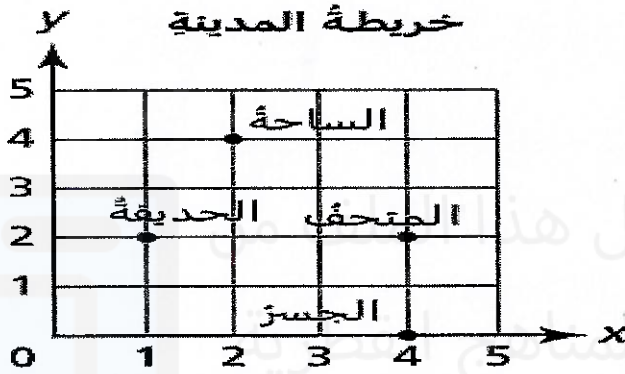 خريطةُ المدينةِ
y
5
الساحةُ
4
3
الحديقةُ المتحفُ
2
1
الجسرُ
x
0 1 2 3 4 5